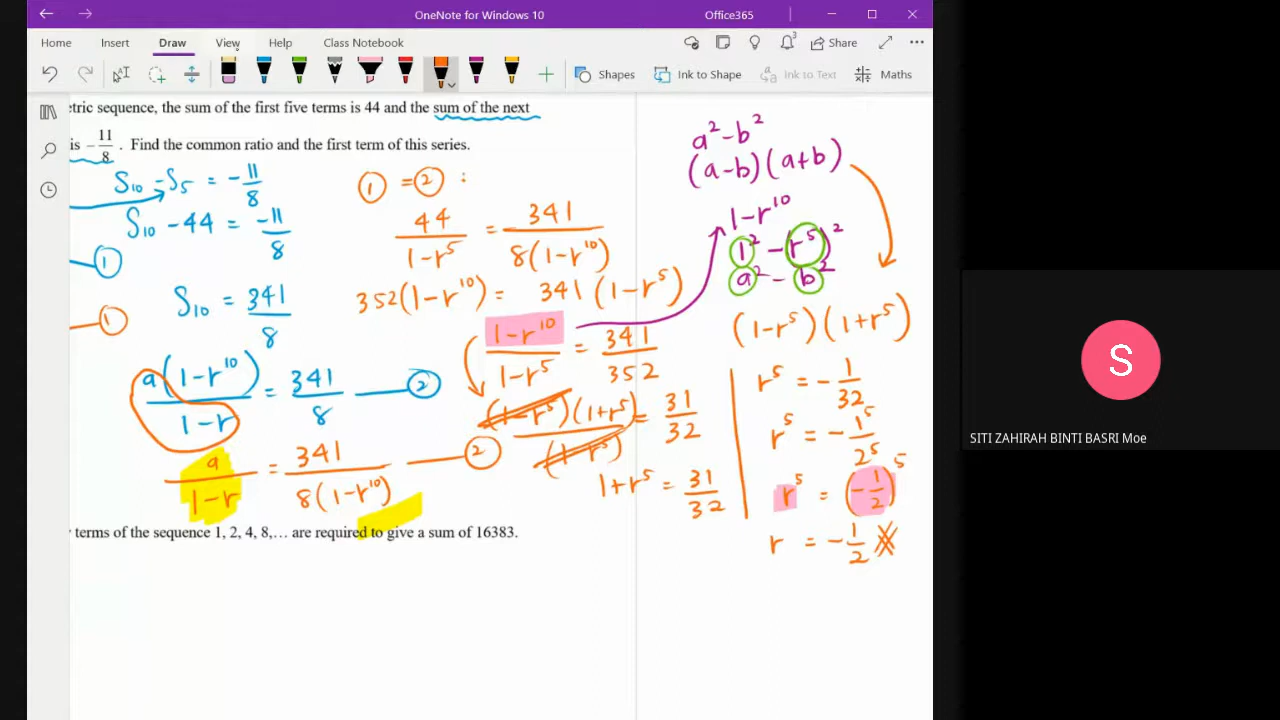 OneNote for Windows 10
Office365
Home Insert Draw View Help Class Notebook
3
Share
Shapes Ink to Shape Ink to Text Maths
tric sequence, the sum of the first five terms is 44 and the sum of the next
is -11/8 . Find the common ratio and the first term of this series.
S₁₀ - S₅ = -11/8
S₁₀ - 44 = -11/8
①
S₁₀ = 341/8
①
a(1-r¹⁰)/1-r = 341/8 — ②
a/1-r = 341/8(1-r¹⁰) — ②
① = ② :
44/1-r⁵ = 341/8(1-r¹⁰)
352(1-r¹⁰) = 341(1-r⁵)
1-r¹⁰/1-r⁵ = 341/352
(1-r⁵)(1+r⁵)/(1-r⁵) = 31/32
1+r⁵ = 31/32
a²-b²
(a-b)(a+b)
1-r¹⁰
1² - (r⁵)²
a² - b²
(1-r⁵)(1+r⁵)
r⁵ = -1/32
r⁵ = -1⁵/2⁵
r⁵ = (-1/2)⁵
r = -1/2
terms of the sequence 1, 2, 4, 8,… are required to give a sum of 16383.
S
SITI ZAHIRAH BINTI BASRI Moe